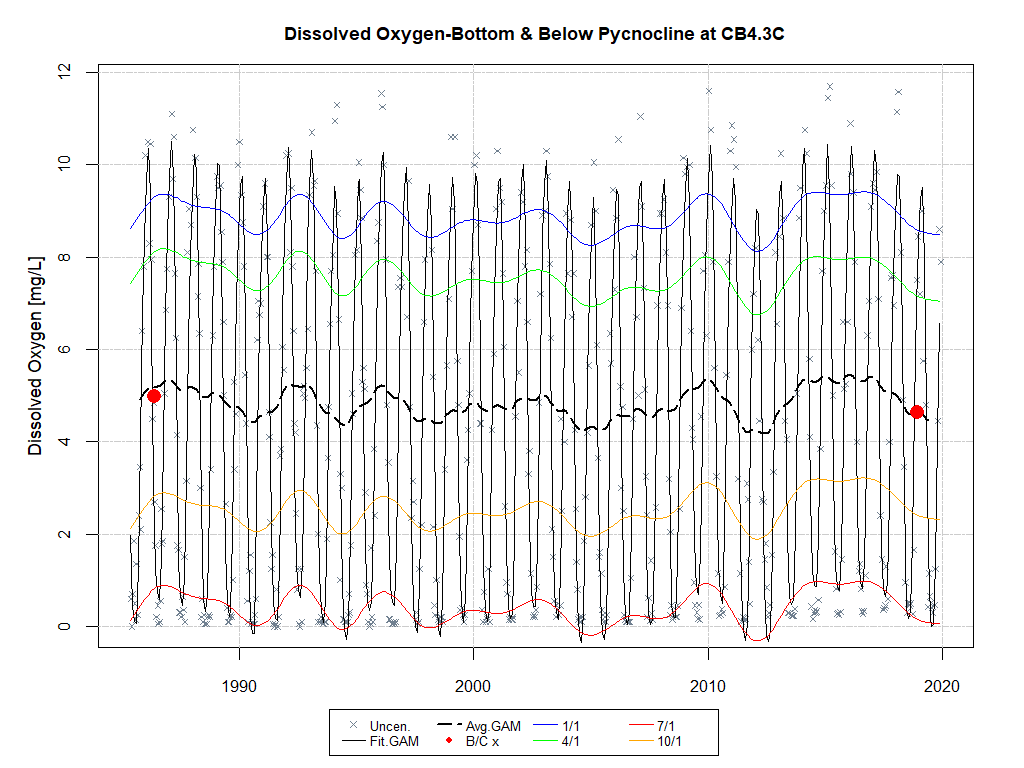 Dissolved Oxygen-Bottom & Below Pycnocline at CB4.3C
Dissolved Oxygen [mg/L]
12
10
8
6
4
2
0
1990 2000 2010 2020
Uncen. Avg.GAM 1/1 7/1
Fit.GAM B/C x 4/1 10/1